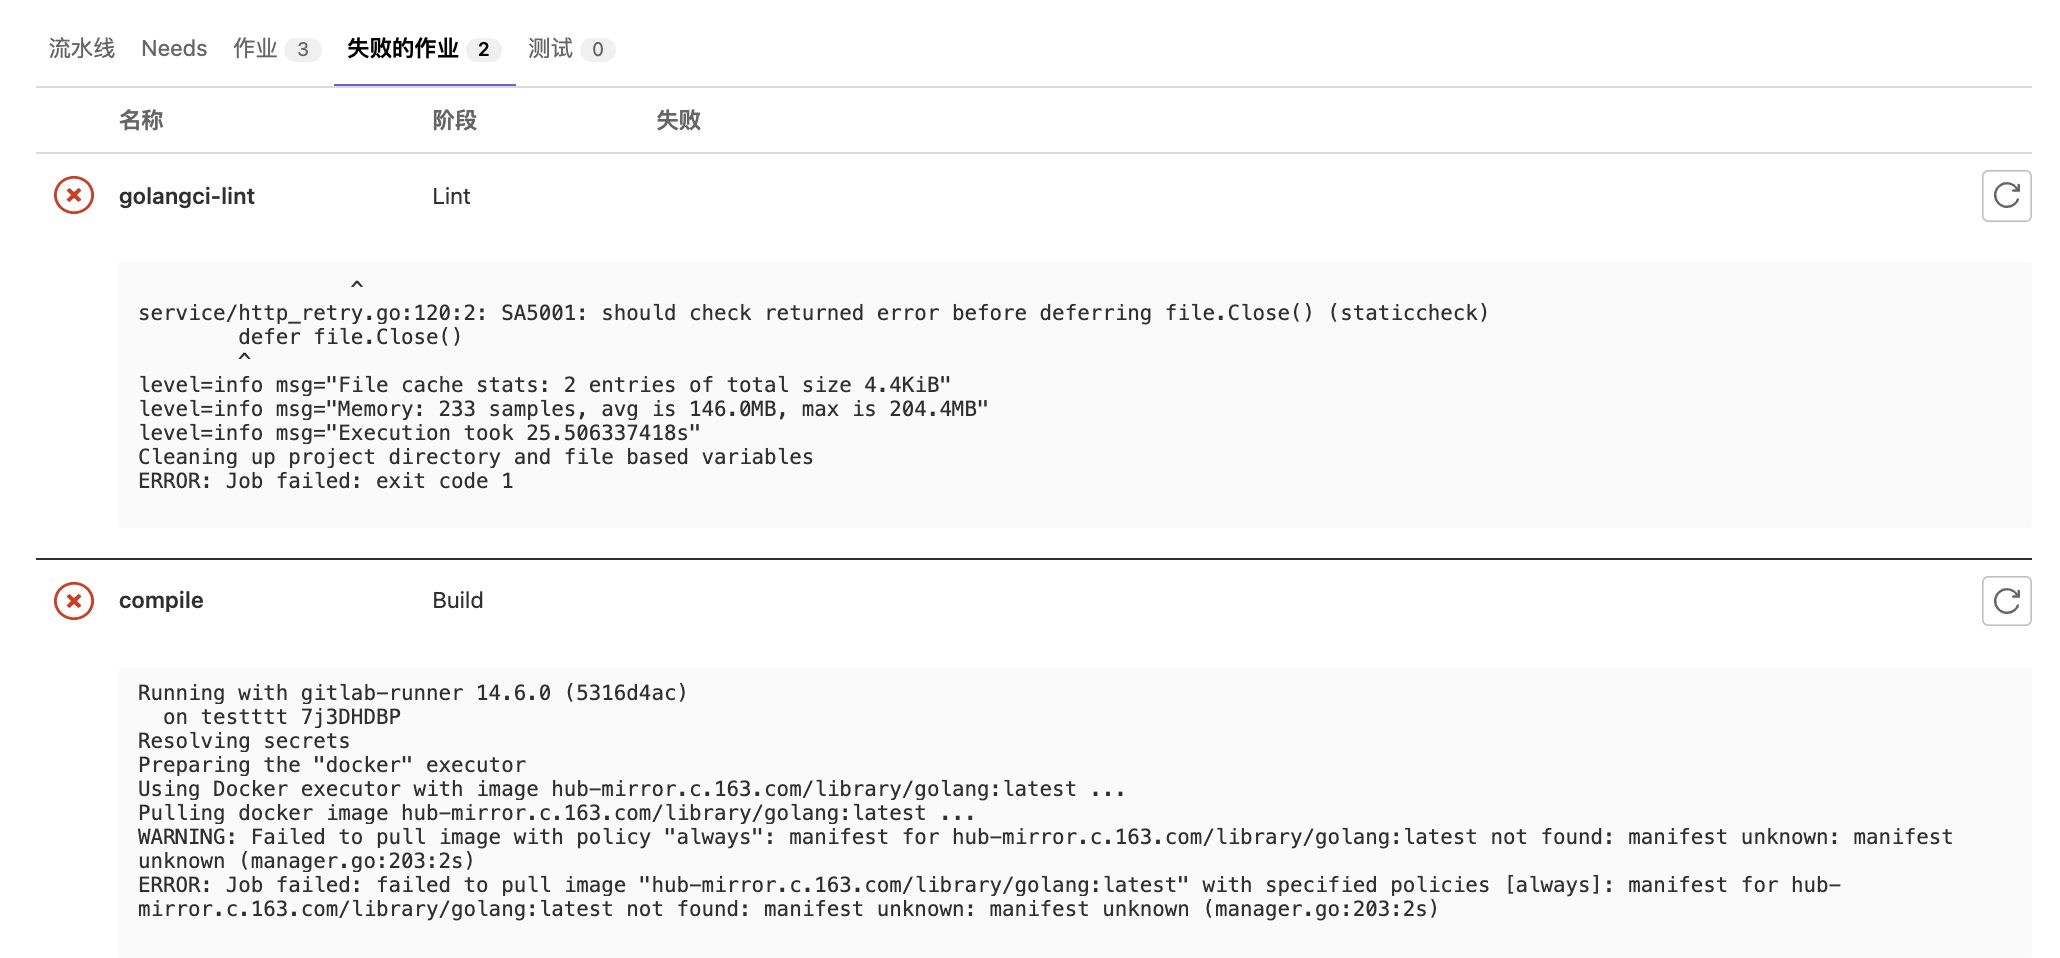 流水线 Needs 作业 3 失败的作业 2 测试 0
名称 阶段 失败
golangci-lint Lint
^
service/http_retry.go:120:2: SA5001: should check returned error before deferring file.Close() (staticcheck)
defer file.Close()
^
level=info msg="File cache stats: 2 entries of total size 4.4KiB"
level=info msg="Memory: 233 samples, avg is 146.0MB, max is 204.4MB"
level=info msg="Execution took 25.506337418s"
Cleaning up project directory and file based variables
ERROR: Job failed: exit code 1
compile Build
Running with gitlab-runner 14.6.0 (5316d4ac)
on testttt 7j3DHDBP
Resolving secrets
Preparing the "docker" executor
Using Docker executor with image hub-mirror.c.163.com/library/golang:latest ...
Pulling docker image hub-mirror.c.163.com/library/golang:latest ...
WARNING: Failed to pull image with policy "always": manifest for hub-mirror.c.163.com/library/golang:latest not found: manifest unknown: manifest
unknown (manager.go:203:2s)
ERROR: Job failed: failed to pull image "hub-mirror.c.163.com/library/golang:latest" with specified policies [always]: manifest for hub-
mirror.c.163.com/library/golang:latest not found: manifest unknown: manifest unknown (manager.go:203:2s)